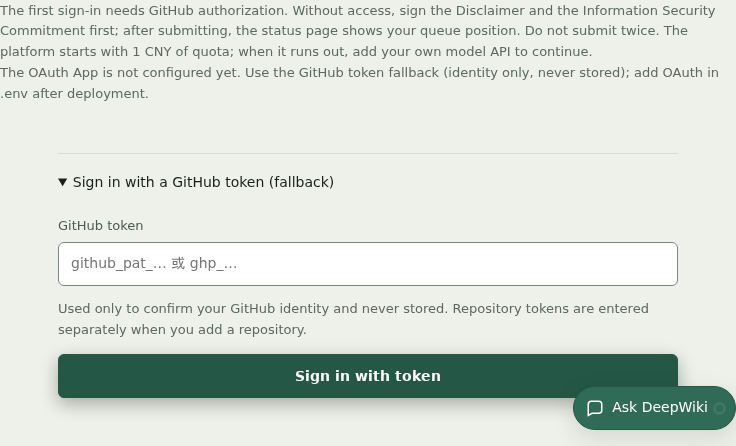 The first sign-in needs GitHub authorization. Without access, sign the Disclaimer and the Information Security
Commitment first; after submitting, the status page shows your queue position. Do not submit twice. The
platform starts with 1 CNY of quota; when it runs out, add your own model API to continue.
The OAuth App is not configured yet. Use the GitHub token fallback (identity only, never stored); add OAuth in
.env after deployment.
▼ Sign in with a GitHub token (fallback)
GitHub token
github_pat_... 或 ghp_...
Used only to confirm your GitHub identity and never stored. Repository tokens are entered
separately when you add a repository.
Sign in with token
Ask DeepWiki